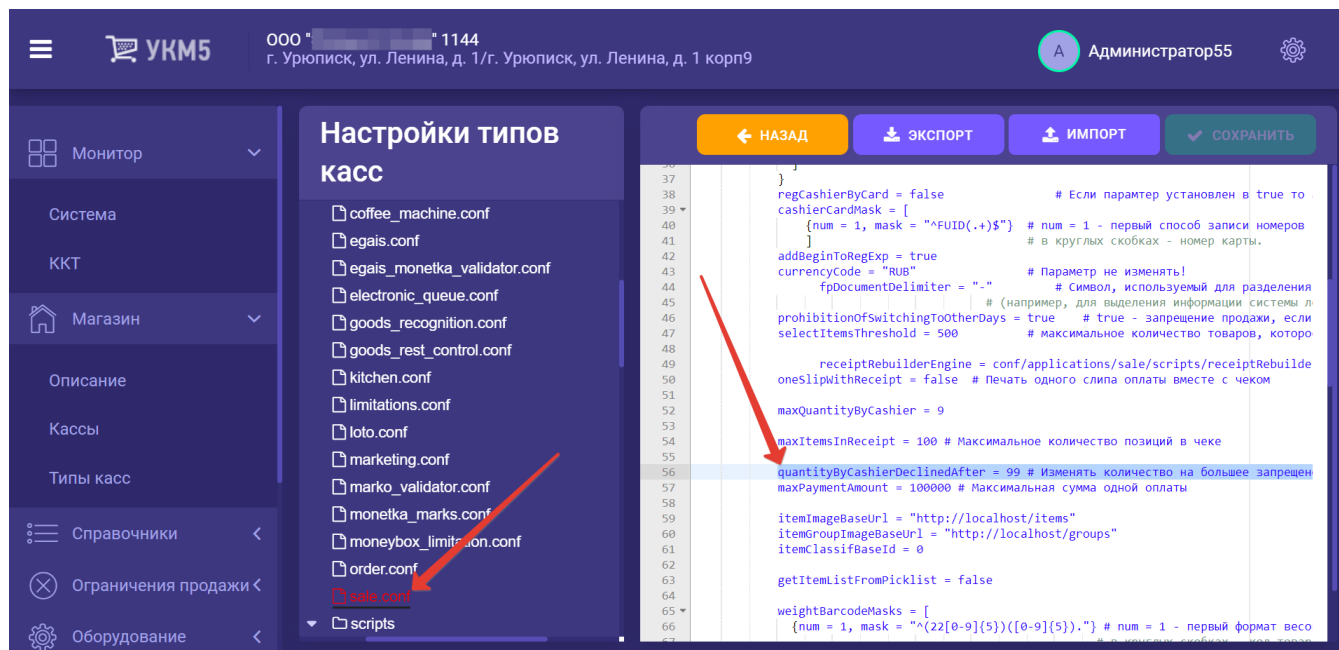 УКМ5
ООО "                    " 1144
г. Урюписк, ул. Ленина, д. 1/г. Урюписк, ул. Ленина, д. 1 корп9
А
Администратор55
Монитор
Система
ККТ
Магазин
Описание
Кассы
Типы касс
Справочники
Ограничения продажи
Оборудование
Настройки типов
касс
coffee_machine.conf
egais.conf
egais_monetka_validator.conf
electronic_queue.conf
goods_recognition.conf
goods_rest_control.conf
kitchen.conf
limitations.conf
loto.conf
marketing.conf
marko_validator.conf
monetka_marks.conf
moneybox_limitation.conf
order.conf
sale.conf
scripts
НАЗАД
ЭКСПОРТ
ИМПОРТ
СОХРАНИТЬ
36 ]
37 }
38 regCashierByCard = false # Если парамтер установлен в true то
39 cashierCardMask = [
40 {num = 1, mask = "^FUID(.+)$"} # num = 1 - первый способ записи номеров
41 ] # в круглых скобках - номер карты.
42 addBeginToRegExp = true
43 currencyCode = "RUB" # Параметр не изменять!
44 fpDocumentDelimiter = "-" # Символ, используемый для разделения
45 # (например, для выделения информации системы л
46 prohibitionOfSwitchingToOtherDays = true # true - запрещение продажи, если
47 selectItemsThreshold = 500 # максимальное количество товаров, которо
48
49 receiptRebuilderEngine = conf/applications/sale/scripts/receiptRebuilde
50 oneSlipWithReceipt = false # Печать одного слипа оплаты вместе с чеком
51
52 maxQuantityByCashier = 9
53
54 maxItemsInReceipt = 100 # Максимальное количество позиций в чеке
55
56 quantityByCashierDeclinedAfter = 99 # Изменять количество на большее запрещен
57 maxPaymentAmount = 100000 # Максимальная сумма одной оплаты
58
59 itemImageBaseUrl = "http://localhost/items"
60 itemGroupImageBaseUrl = "http://localhost/groups"
61 itemClassifBaseId = 0
62
63 getItemListFromPicklist = false
64
65 weightBarcodeMasks = [
66 {num = 1, mask = "^(22[0-9]{5})([0-9]{5})."} # num = 1 - первый формат весо
67 # в круглых скобках - код товар